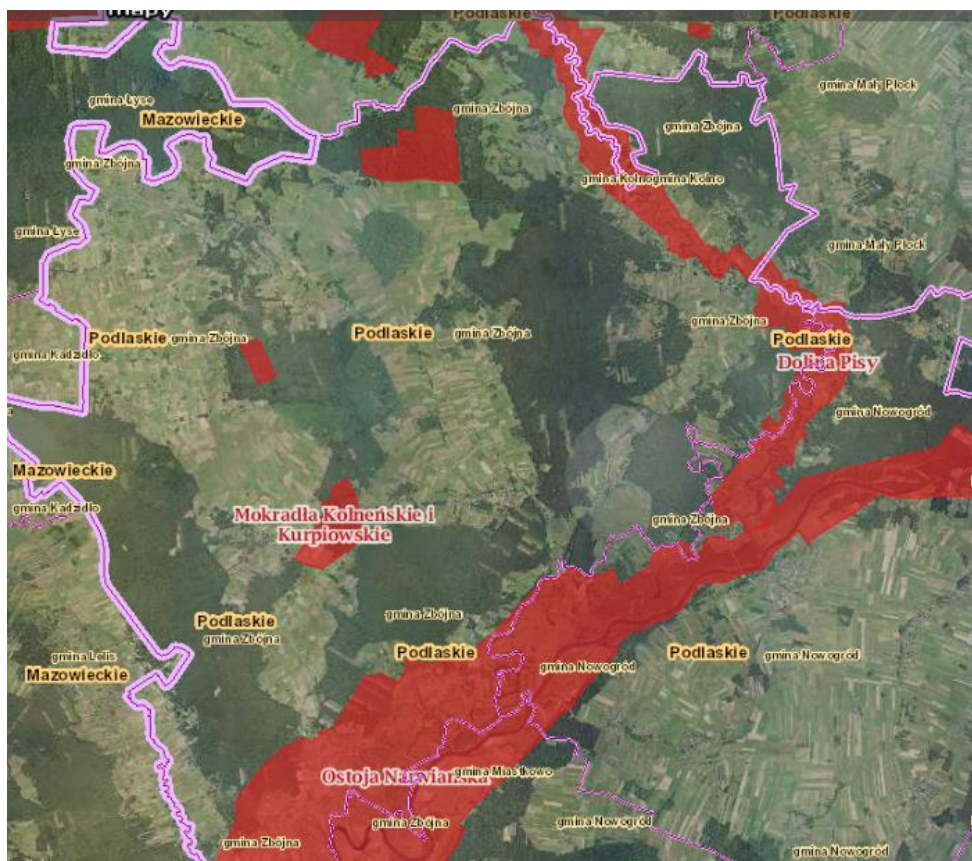 mapy
Podlaskie
Podlaskie
gmina Mały Płock
gmina Łyse
gmina Zbójna
Mazowieckie
gmina Zbójna
gmina Zbójna
gmina Kolno
gmina Kolno
gmina Łyse
gmina Mały Płock
gmina Zbójna
Podlaskie
gmina Zbójna
Podlaskie
gmina Zbójna
Podlaskie
gmina Kadzidło
Dolina Pisy
gmina Nowogród
Mazowieckie
gmina Kadzidło
Mokradła Kolneńskie i
Kurpiowskie
gmina Zbójna
gmina Zbójna
Podlaskie
gmina Zbójna
gmina Lelis
Mazowieckie
Podlaskie
gmina Nowogród
Podlaskie
gmina Nowogród
Ostoja Narwiańska
gmina Miastkowo
gmina Zbójna
gmina Nowogród
gmina Zbójna
gmina Nowogród